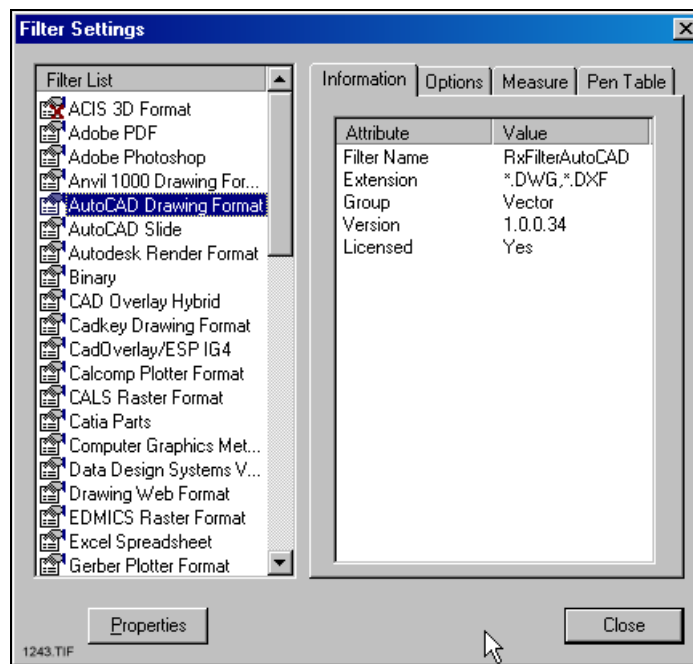 Filter Settings
Filter List
ACIS 3D Format
Adobe PDF
Adobe Photoshop
Anvil 1000 Drawing For...
AutoCAD Drawing Format
AutoCAD Slide
Autodesk Render Format
Binary
CAD Overlay Hybrid
Cadkey Drawing Format
CadOverlay/ESP IG4
Calcomp Plotter Format
CALS Raster Format
Catia Parts
Computer Graphics Met...
Data Design Systems V...
Drawing Web Format
EDMICS Raster Format
Excel Spreadsheet
Gerber Plotter Format
Information Options Measure Pen Table
Attribute Value
Filter Name RxFilterAutoCAD
Extension *.DWG,*.DXF
Group Vector
Version 1.0.0.34
Licensed Yes
Properties
Close
1243.TIF